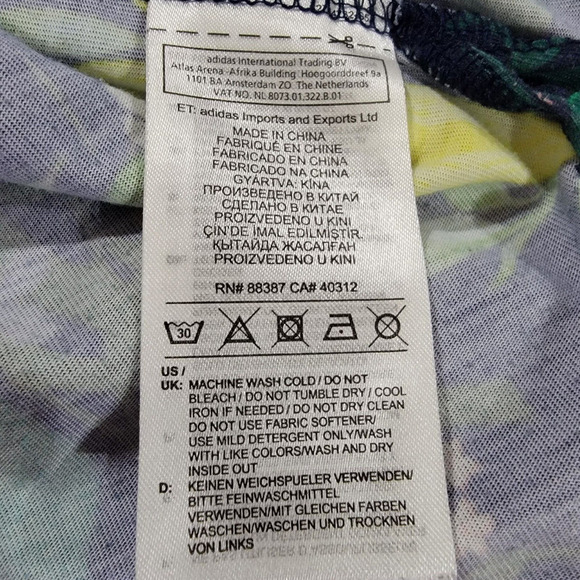 adidas International Trading BV
Atlas Arena -Afrika Building Hoogoorddreef 9a
1101 BA Amsterdam ZO The Netherlands
VAT NO. NL 8073.01.322.B.01
ET: adidas Imports and Exports Ltd
MADE IN CHINA
FABRIQUÉ EN CHINE
FABRICADO EN CHINA
FABRICADO NA CHINA
GYÁRTVA: KÍNA
ПРОИЗВЕДЕНО В КИТАЙ
СДЕЛАНО В КИТАЕ
PROIZVEDENO U KINI
ÇIN'DE IMAL EDILMISTIR.
ҚЫТАЙДА ЖАСАЛҒАН
PROIZVEDENO U KINI
RN# 88387 CA# 40312
30
US /
UK: MACHINE WASH COLD / DO NOT
BLEACH / DO NOT TUMBLE DRY / COOL
IRON IF NEEDED / DO NOT DRY CLEAN
DO NOT USE FABRIC SOFTENER/
USE MILD DETERGENT ONLY/WASH
WITH LIKE COLORS/WASH AND DRY
INSIDE OUT
D: KEINEN WEICHSPUELER VERWENDEN/
BITTE FEINWASCHMITTEL
VERWENDEN/MIT GLEICHEN FARBEN
WASCHEN/WASCHEN UND TROCKNEN
VON LINKS